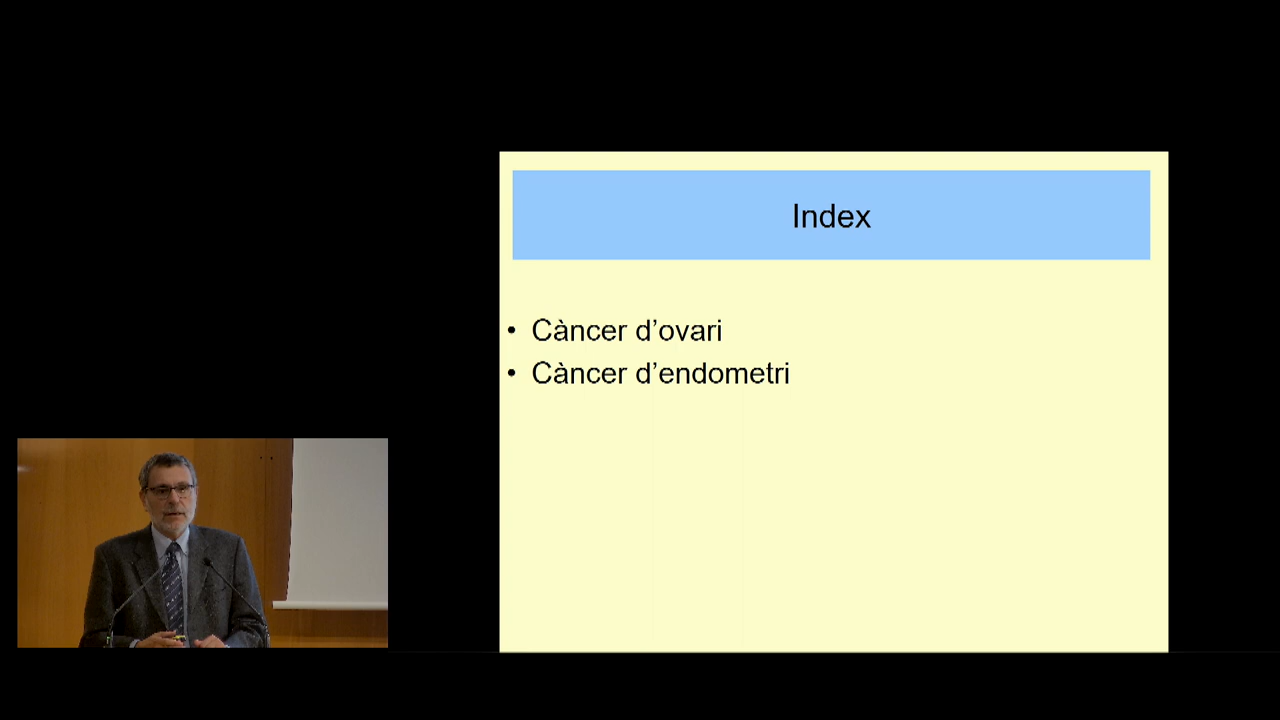 Index
• Càncer d’ovari
• Càncer d’endometri